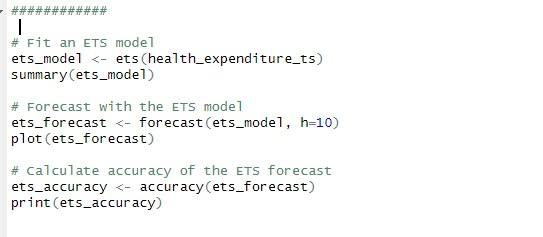 ############
# Fit an ETS model
ets_model <- ets(health_expenditure_ts)
summary(ets_model)
# Forecast with the ETS model
ets_forecast <- forecast(ets_model, h=10)
plot(ets_forecast)
# Calculate accuracy of the ETS forecast
ets_accuracy <- accuracy(ets_forecast)
print(ets_accuracy)